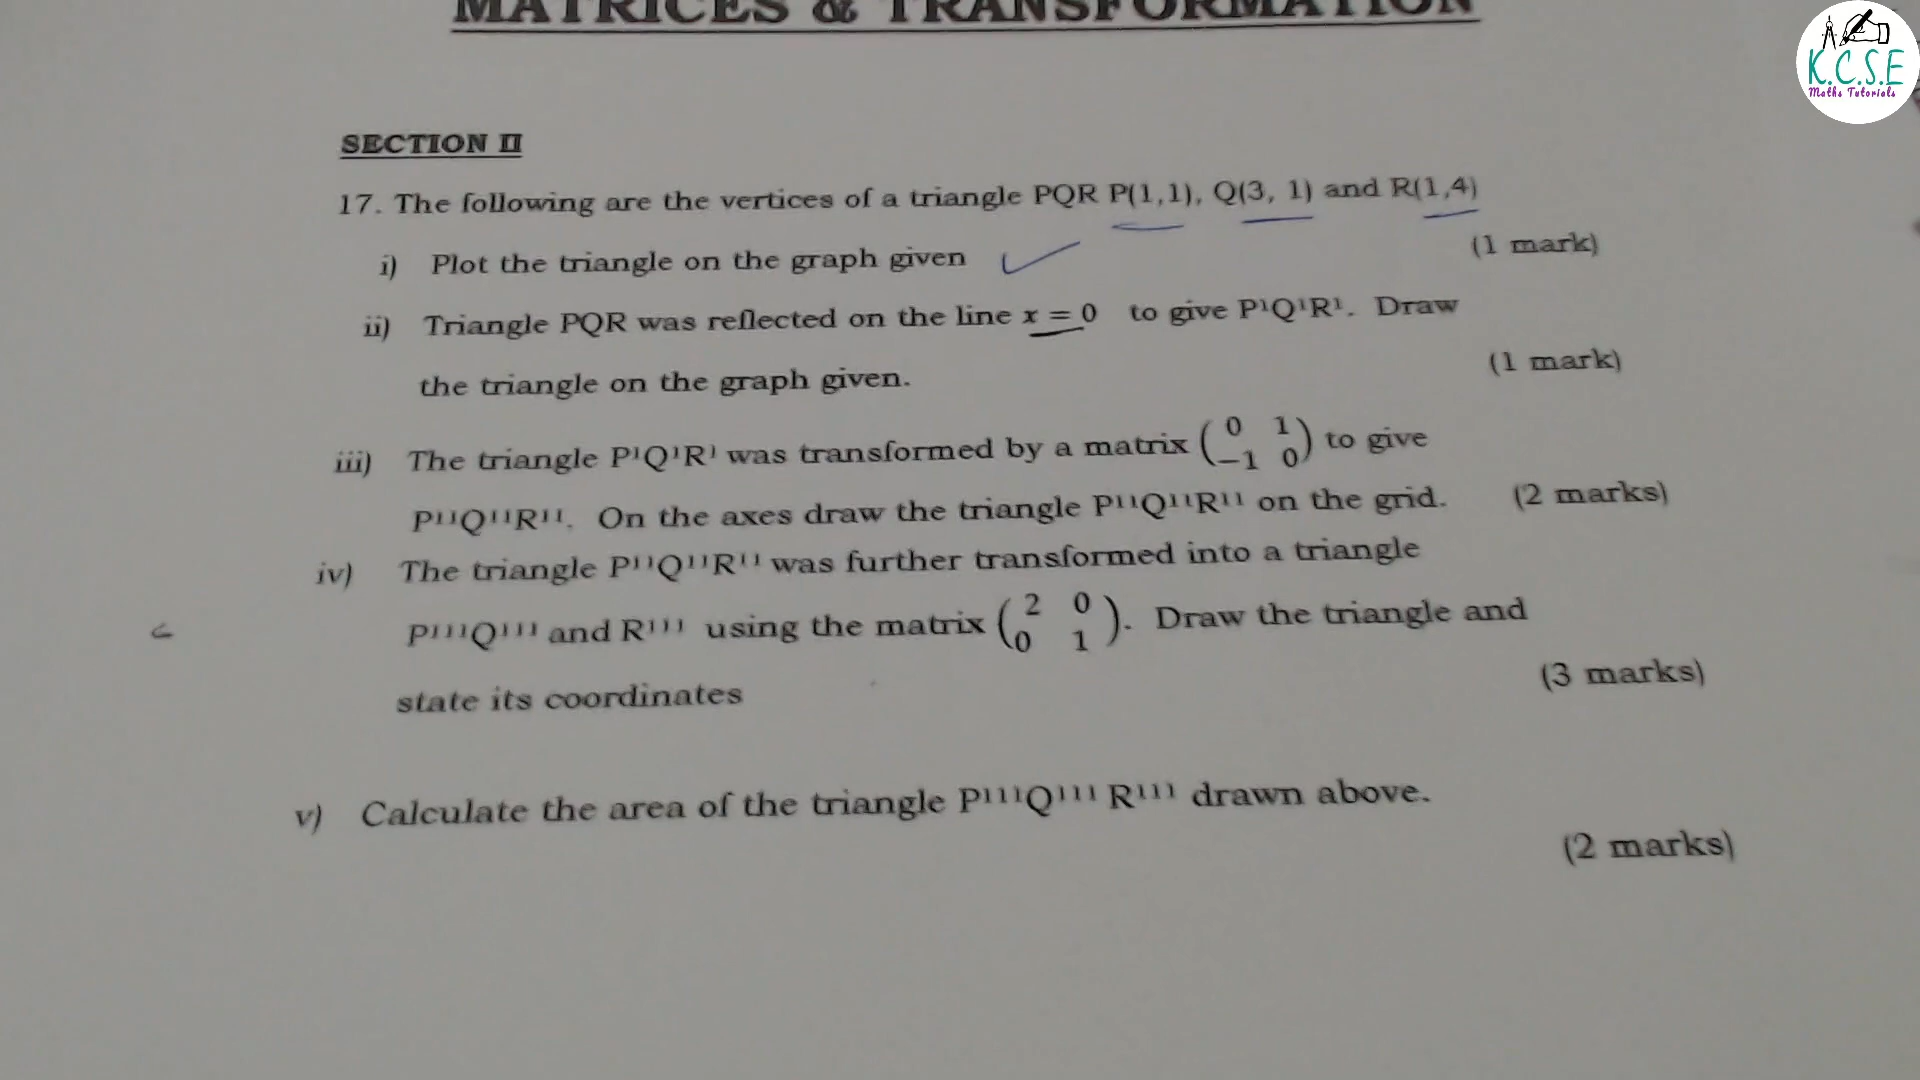 MATRICES & TRANSFORMATION
K.C.S.E
Maths Tutorials
SECTION II
17. The following are the vertices of a triangle PQR P(1,1), Q(3, 1) and R(1,4)
i) Plot the triangle on the graph given (1 mark)
ii) Triangle PQR was reflected on the line x = 0 to give P¹Q¹R¹. Draw
the triangle on the graph given. (1 mark)
iii) The triangle P¹Q¹R¹ was transformed by a matrix (0 1
−1 0) to give
P¹¹Q¹¹R¹¹. On the axes draw the triangle P¹¹Q¹¹R¹¹ on the grid. (2 marks)
iv) The triangle P¹¹Q¹¹R¹¹ was further transformed into a triangle
P¹¹¹Q¹¹¹ and R¹¹¹ using the matrix (2 0
0 1). Draw the triangle and
state its coordinates (3 marks)
v) Calculate the area of the triangle P¹¹¹Q¹¹¹ R¹¹¹ drawn above.
(2 marks)